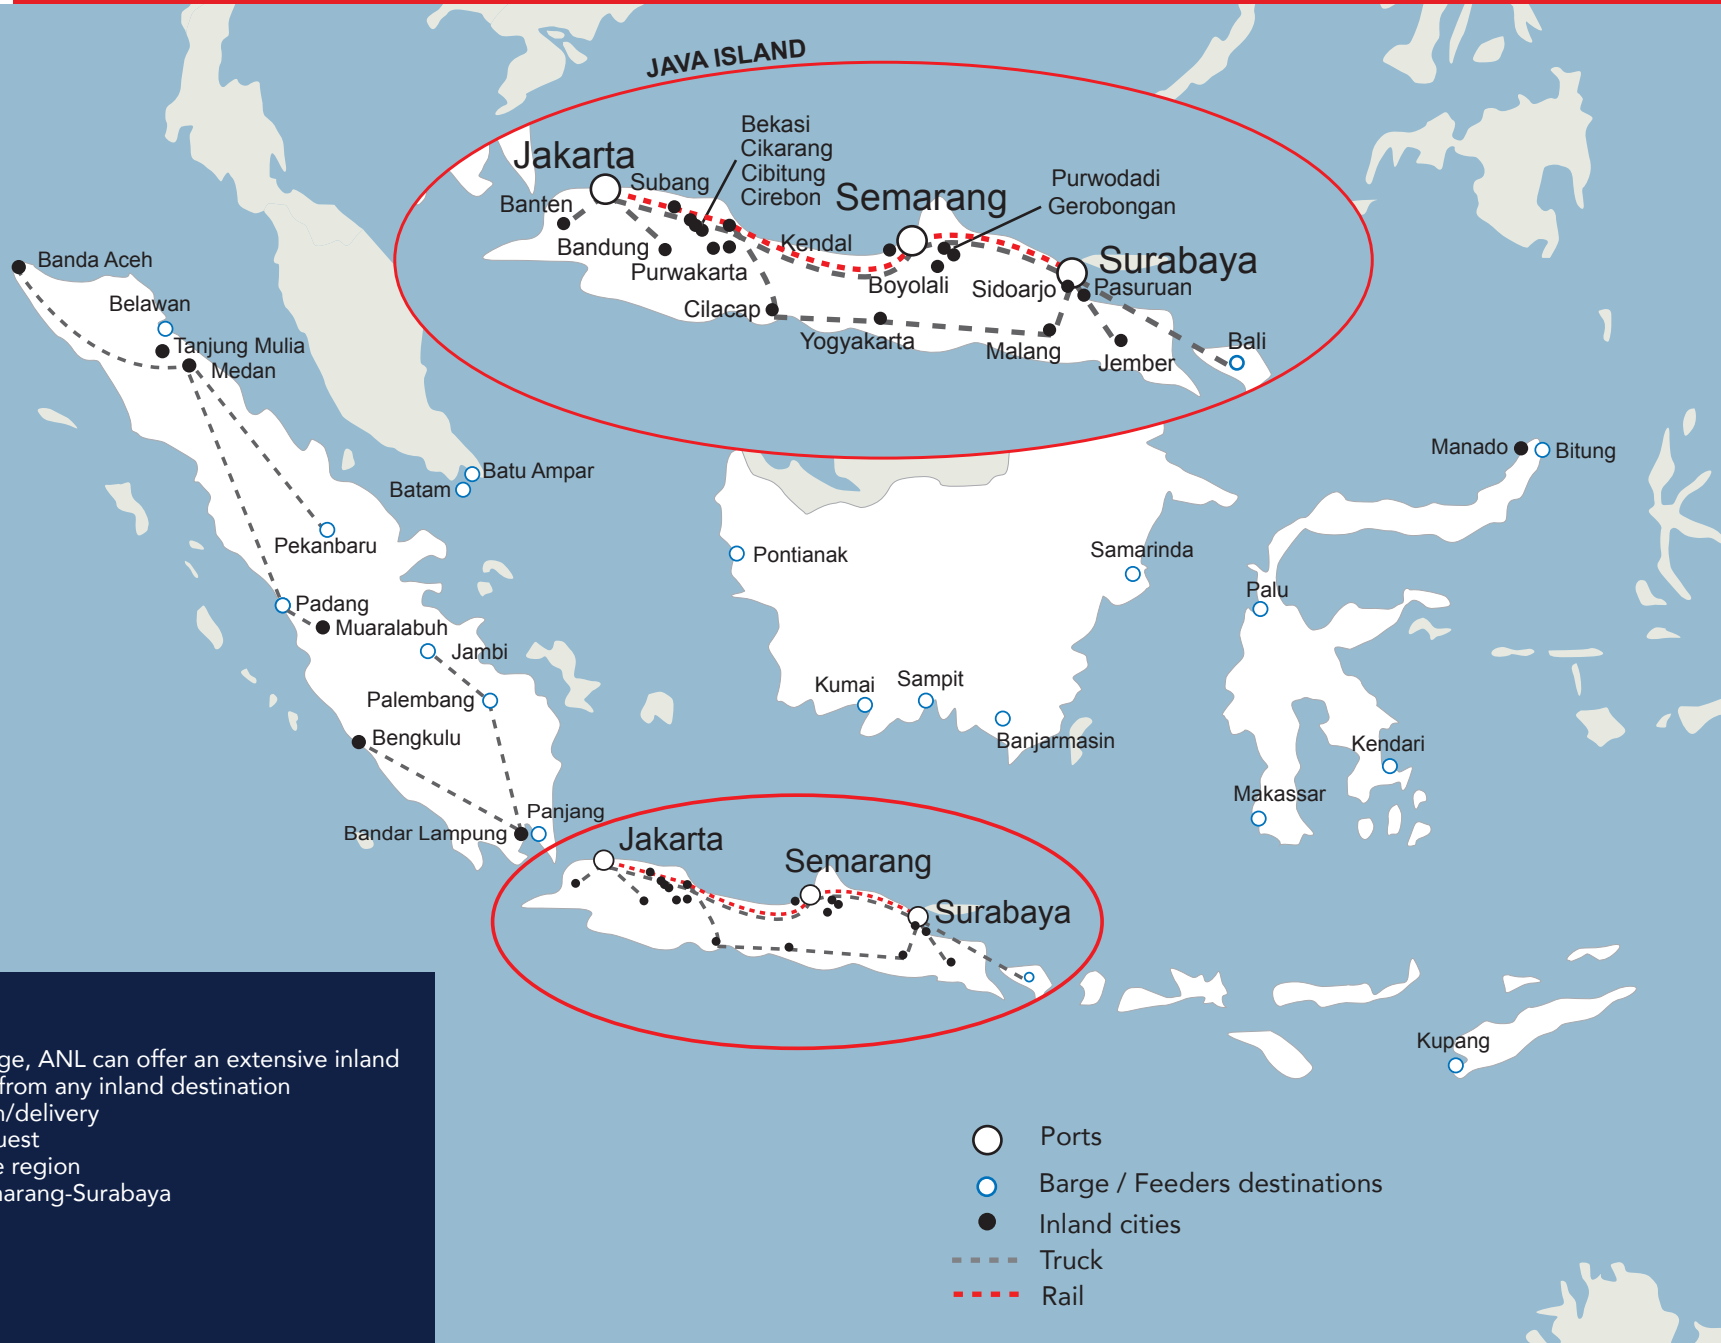 JAVA ISLAND
Jakarta
Subang
Bekasi
Cikarang
Cibitung
Cirebon
Semarang
Purwodadi
Gerobongan
Banten
Bandung
Purwakarta
Kendal
Boyolali
Surabaya
Sidoarjo
Pasuruan
Cilacap
Yogyakarta
Malang
Jember
Bali
Banda Aceh
Belawan
Tanjung Mulia
Medan
Batu Ampar
Batam
Pekanbaru
Padang
Muaralabuh
Jambi
Palembang
Bengkulu
Panjang
Bandar Lampung
Pontianak
Samarinda
Kumai
Sampit
Banjarmasin
Manado
Bitung
Palu
Kendari
Makassar
Jakarta
Semarang
Surabaya
Kupang
ge, ANL can offer an extensive inland
from any inland destination
n/delivery
uest
e region
narang-Surabaya
Ports
Barge / Feeders destinations
Inland cities
Truck
Rail